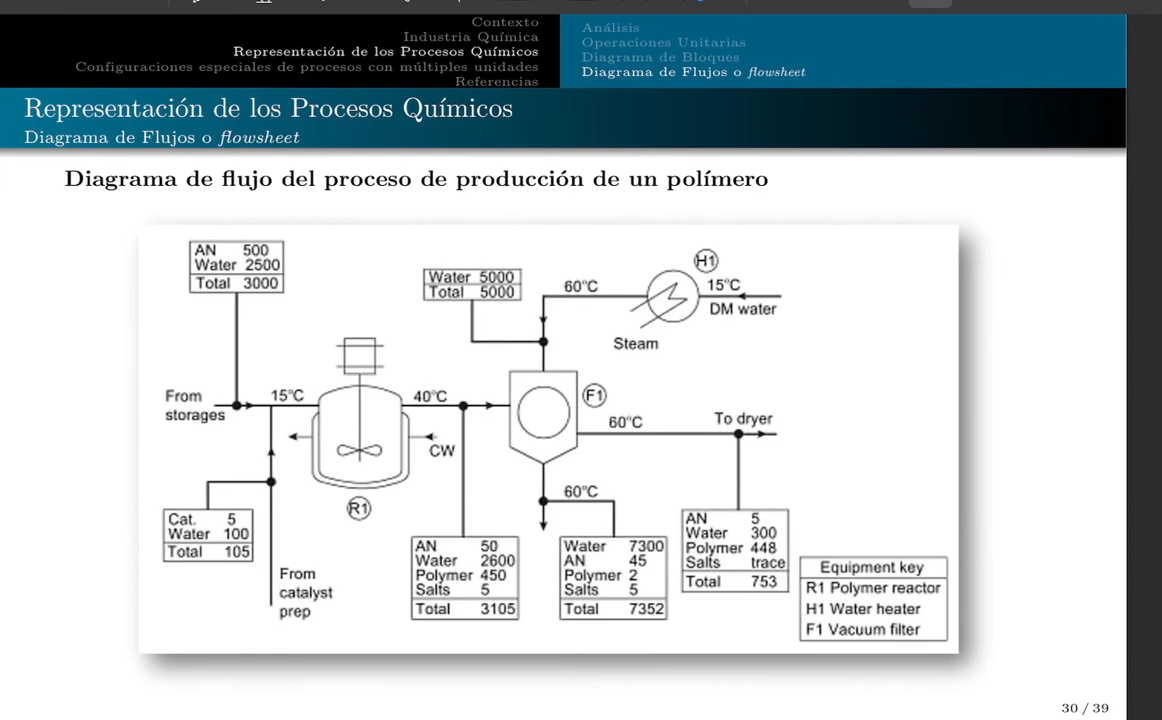 Contexto
Industria Química
Representación de los Procesos Químicos
Configuraciones especiales de procesos con múltiples unidades
Referencias
Análisis
Operaciones Unitarias
Diagrama de Bloques
Diagrama de Flujos o flowsheet
Representación de los Procesos Químicos
Diagrama de Flujos o flowsheet
Diagrama de flujo del proceso de producción de un polímero
AN 500
Water 2500
Total 3000
Water 5000
Total 5000
60°C
H1
15°C
DM water
Steam
From
storages
15°C
40°C
F1
60°C
To dryer
CW
R1
60°C
Cat. 5
Water 100
Total 105
From
catalyst
prep
AN 50
Water 2600
Polymer 450
Salts 5
Total 3105
Water 7300
AN 45
Polymer 2
Salts 5
Total 7352
AN 5
Water 300
Polymer 448
Salts trace
Total 753
Equipment key
R1 Polymer reactor
H1 Water heater
F1 Vacuum filter
30 / 39